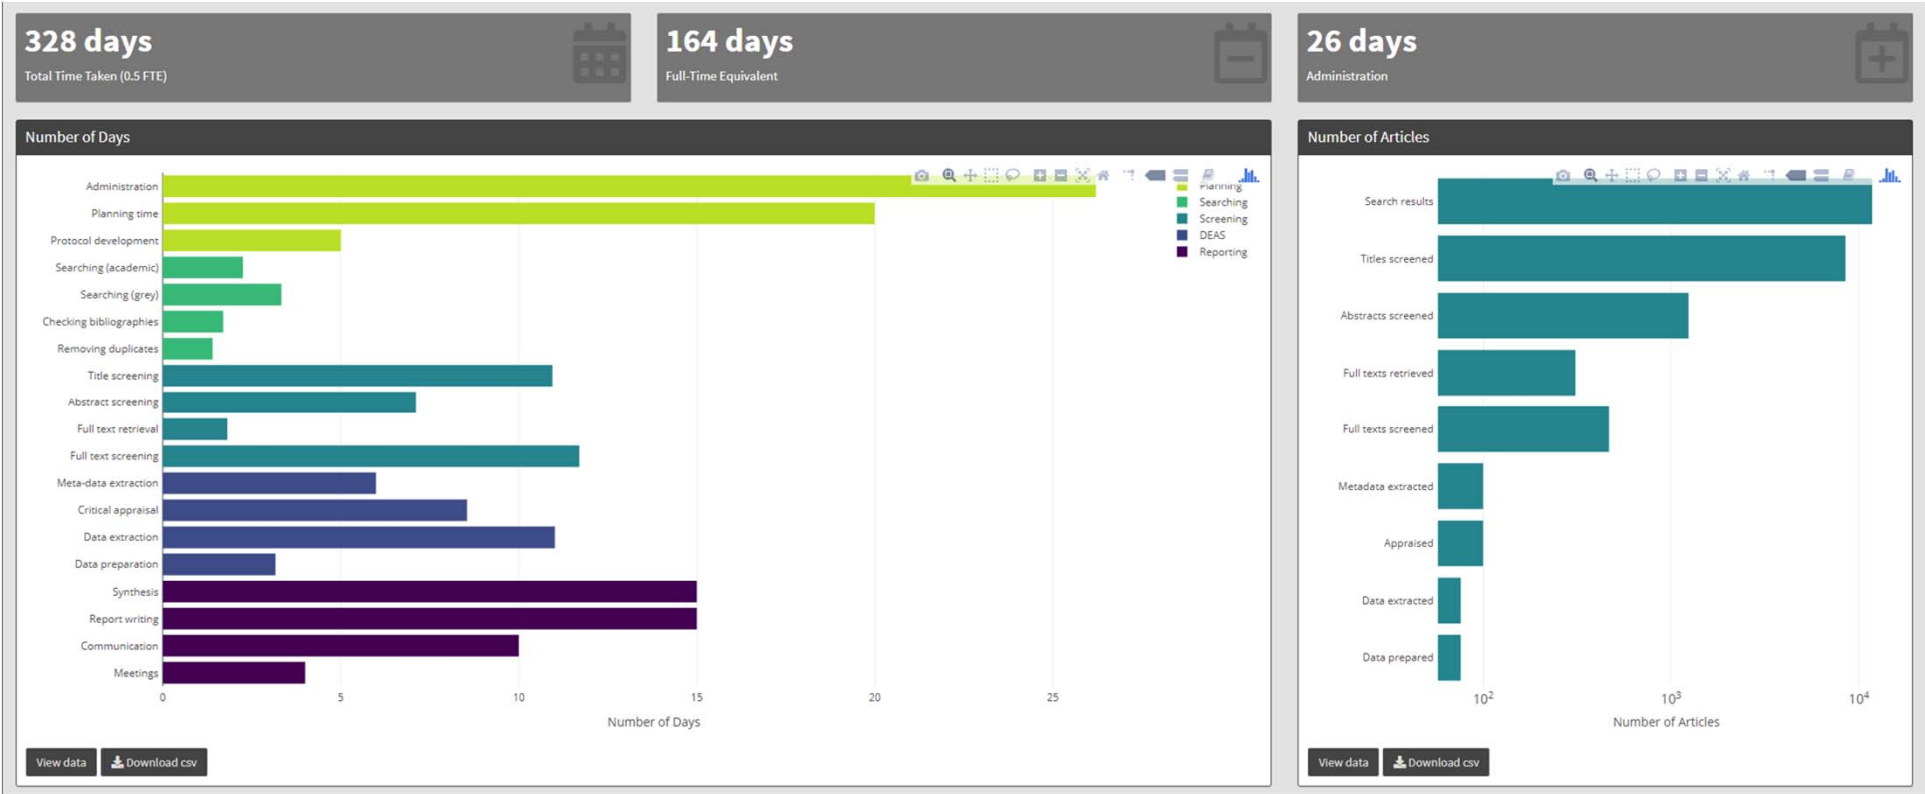 328 days
Total Time Taken (0.5 FTE)
164 days
Full-Time Equivalent
26 days
Administration
Number of Days
Administration
Planning time
Protocol development
Searching (academic)
Searching (grey)
Checking bibliographies
Removing duplicates
Title screening
Abstract screening
Full text retrieval
Full text screening
Meta-data extraction
Critical appraisal
Data extraction
Data preparation
Synthesis
Report writing
Communication
Meetings
0 5 10 15 20 25
Number of Days
Planning
Searching
Screening
DEAS
Reporting
View data
Download csv
Number of Articles
Search results
Titles screened
Abstracts screened
Full texts retrieved
Full texts screened
Metadata extracted
Appraised
Data extracted
Data prepared
10² 10³ 10⁴
Number of Articles
View data
Download csv